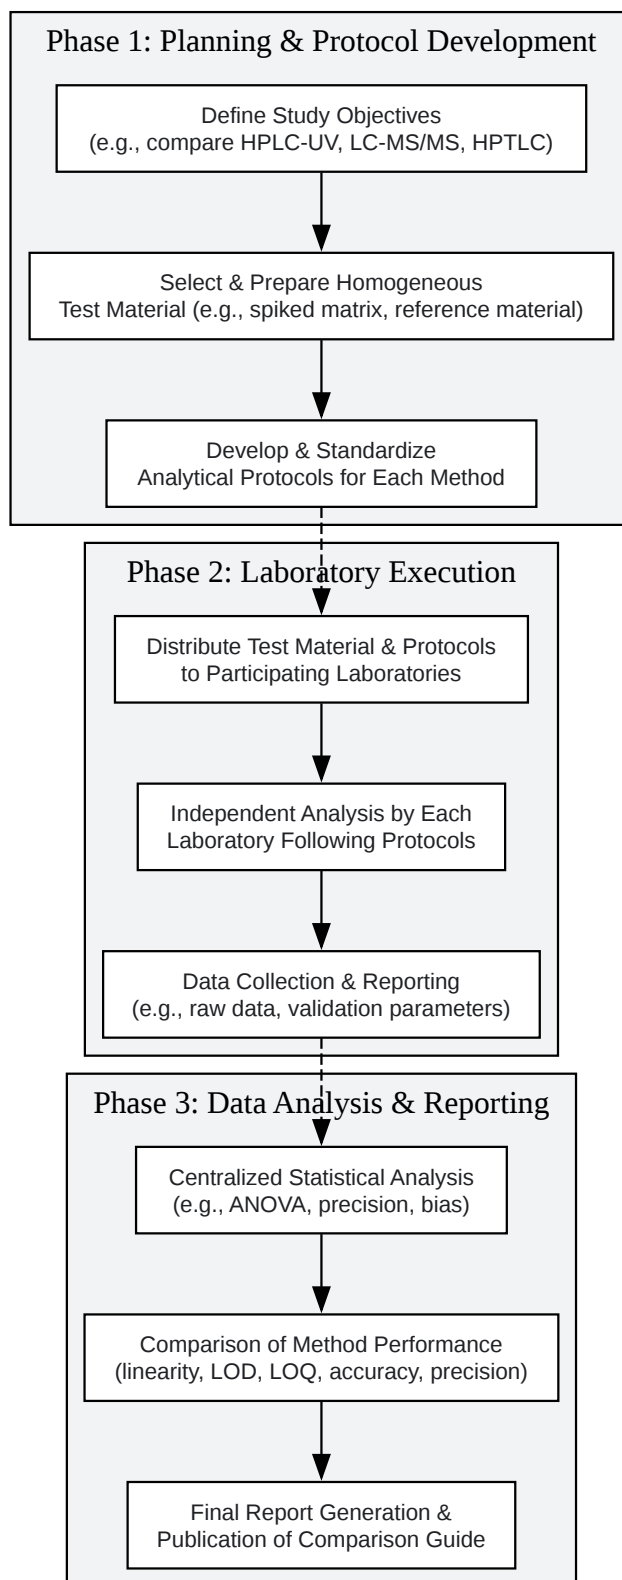 Phase 1: Planning & Protocol Development
Define Study Objectives
(e.g., compare HPLC-UV, LC-MS/MS, HPTLC)
Select & Prepare Homogeneous
Test Material (e.g., spiked matrix, reference material)
Develop & Standardize
Analytical Protocols for Each Method
Phase 2: Laboratory Execution
Distribute Test Material & Protocols
to Participating Laboratories
Independent Analysis by Each
Laboratory Following Protocols
Data Collection & Reporting
(e.g., raw data, validation parameters)
Phase 3: Data Analysis & Reporting
Centralized Statistical Analysis
(e.g., ANOVA, precision, bias)
Comparison of Method Performance
(linearity, LOD, LOQ, accuracy, precision)
Final Report Generation &
Publication of Comparison Guide